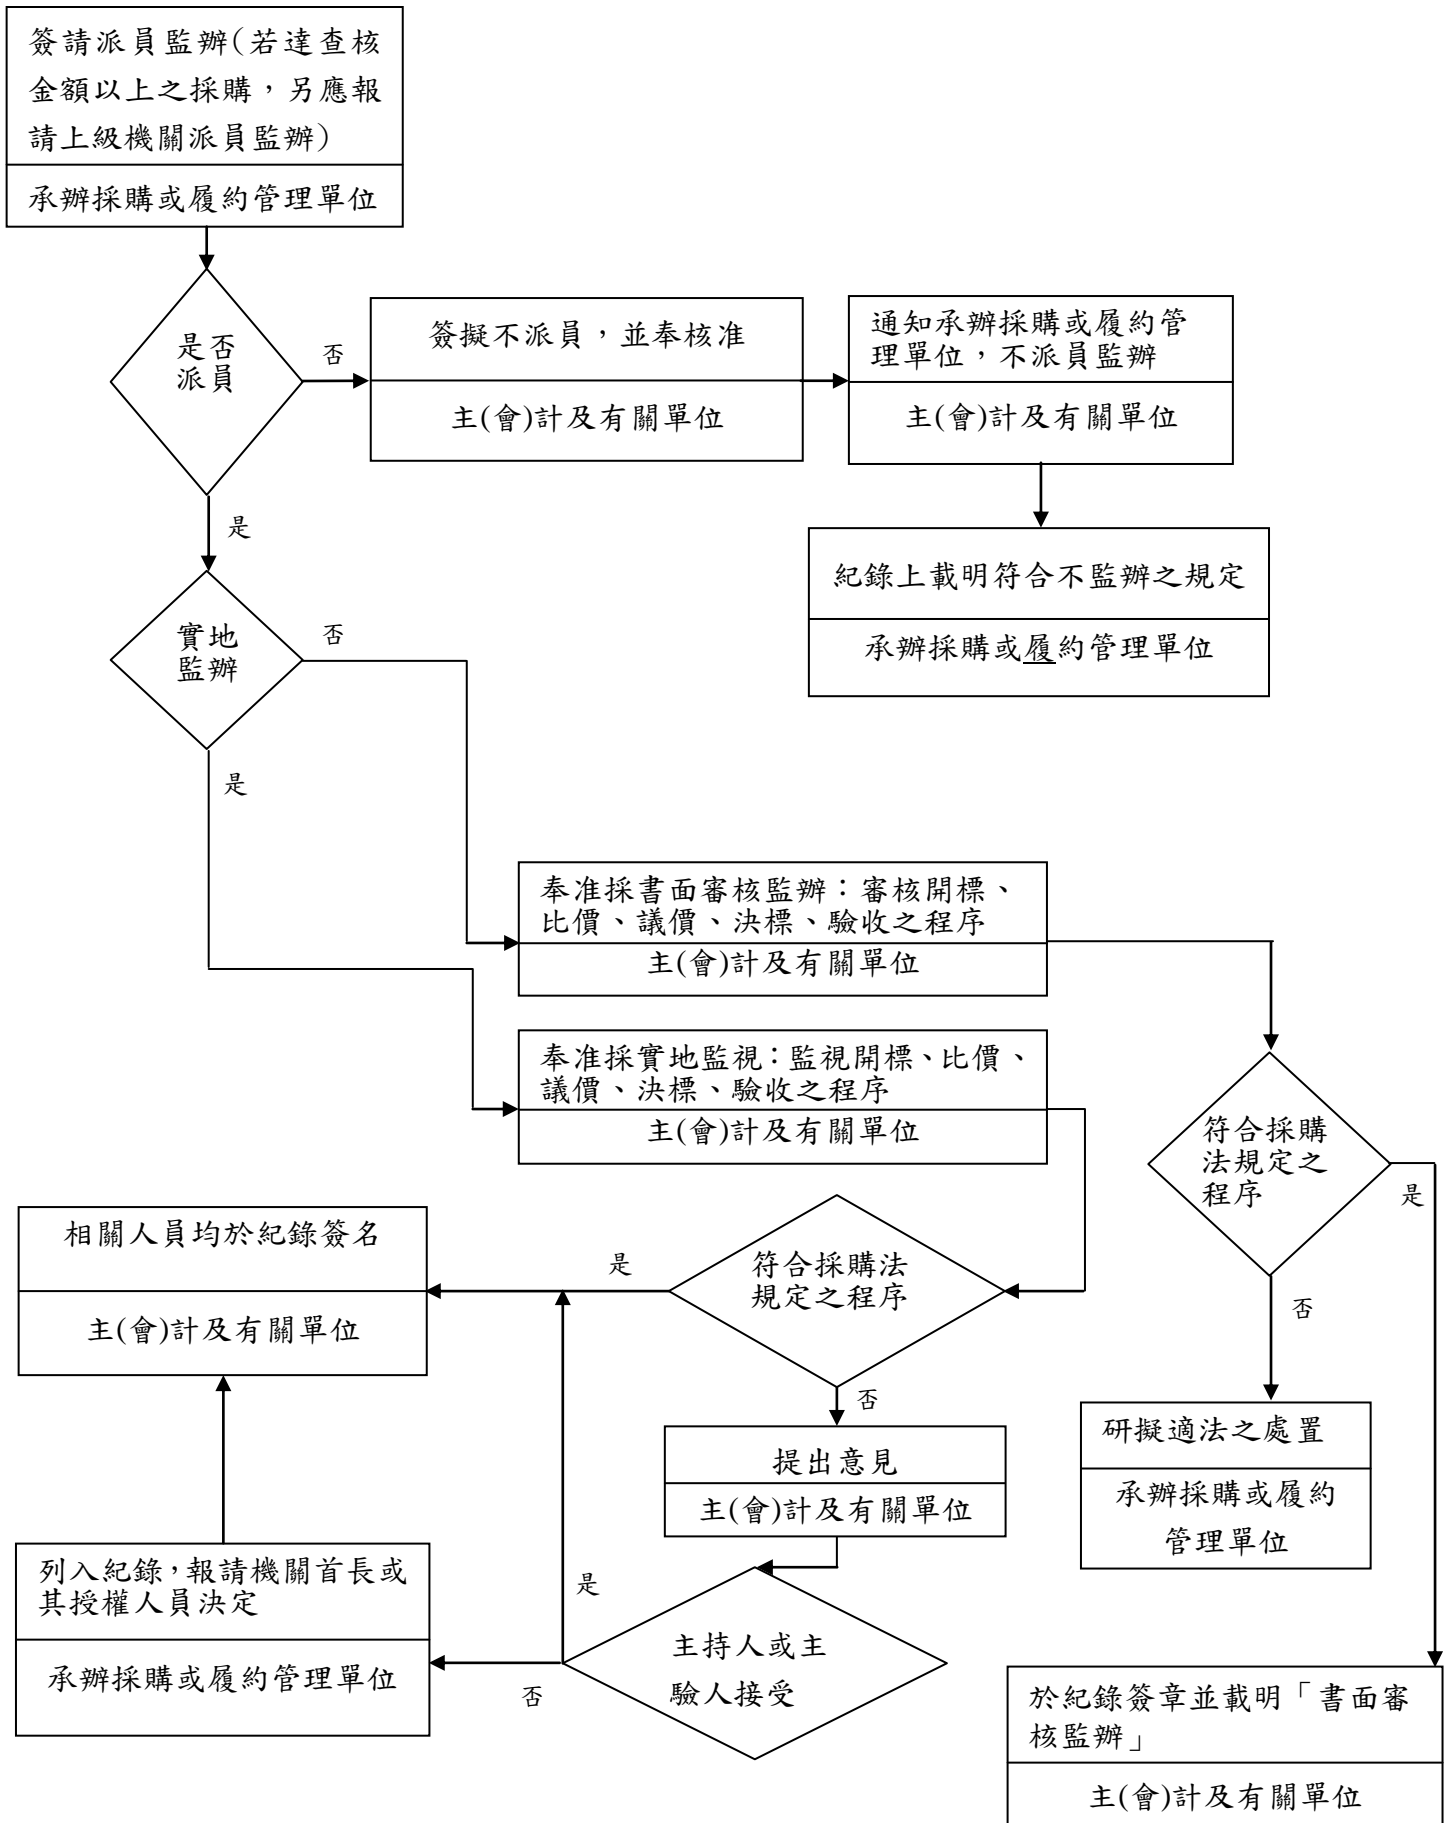 簽請派員監辦(若達查核
金額以上之採購，另應報
請上級機關派員監辦)
承辦採購或履約管理單位
是否
派員
否
簽擬不派員，並奉核准
主(會)計及有關單位
通知承辦採購或履約管
理單位，不派員監辦
主(會)計及有關單位
是
紀錄上載明符合不監辦之規定
承辦採購或履約管理單位
實地
監辦
否
是
奉准採書面審核監辦：審核開標、
比價、議價、決標、驗收之程序
主(會)計及有關單位
奉准採實地監視：監視開標、比價、
議價、決標、驗收之程序
主(會)計及有關單位
符合採購
法規定之
程序
是
否
相關人員均於紀錄簽名
主(會)計及有關單位
是
符合採購法
規定之程序
否
提出意見
主(會)計及有關單位
研擬適法之處置
承辦採購或履約
管理單位
列入紀錄，報請機關首長或
其授權人員決定
承辦採購或履約管理單位
是
否
主持人或主
驗人接受
於紀錄簽章並載明「書面審
核監辦」
主(會)計及有關單位